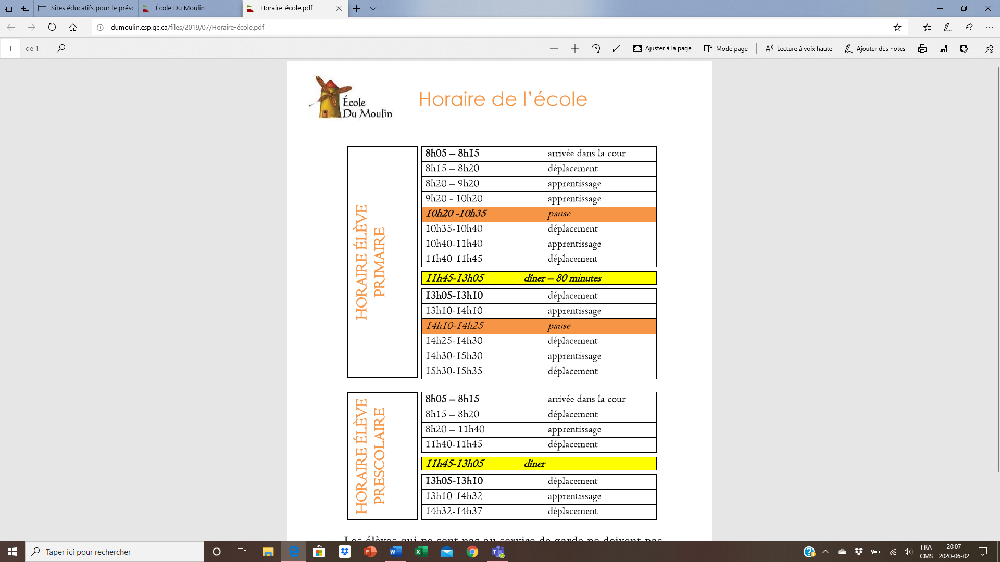 Sites éducatifs pour le présc
École Du Moulin
Horaire-école.pdf
dumoulin.csp.qc.ca/files/2019/07/Horaire-école.pdf
1 de 1
Ajuster à la page
Mode page
Lecture à voix haute
Ajouter des notes
École
Du Moulin
Horaire de l’école
HORAIRE ÉLÈVE
PRIMAIRE
8h05 – 8h15 arrivée dans la cour
8h15 – 8h20 déplacement
8h20 – 9h20 apprentissage
9h20 - 10h20 apprentissage
10h20 -10h35 pause
10h35-10h40 déplacement
10h40-11h40 apprentissage
11h40-11h45 déplacement
11h45-13h05 dîner – 80 minutes
13h05-13h10 déplacement
13h10-14h10 apprentissage
14h10-14h25 pause
14h25-14h30 déplacement
14h30-15h30 apprentissage
15h30-15h35 déplacement
HORAIRE ÉLÈVE
PRESCOLAIRE
8h05 – 8h15 arrivée dans la cour
8h15 – 8h20 déplacement
8h20 – 11h40 apprentissage
11h40-11h45 déplacement
11h45-13h05 dîner
13h05-13h10 déplacement
13h10-14h32 apprentissage
14h32-14h37 déplacement
Les élèves qui ne sont pas au service de garde ne doivent pas
Taper ici pour rechercher
FRA
CMS
20:07
2020-06-02